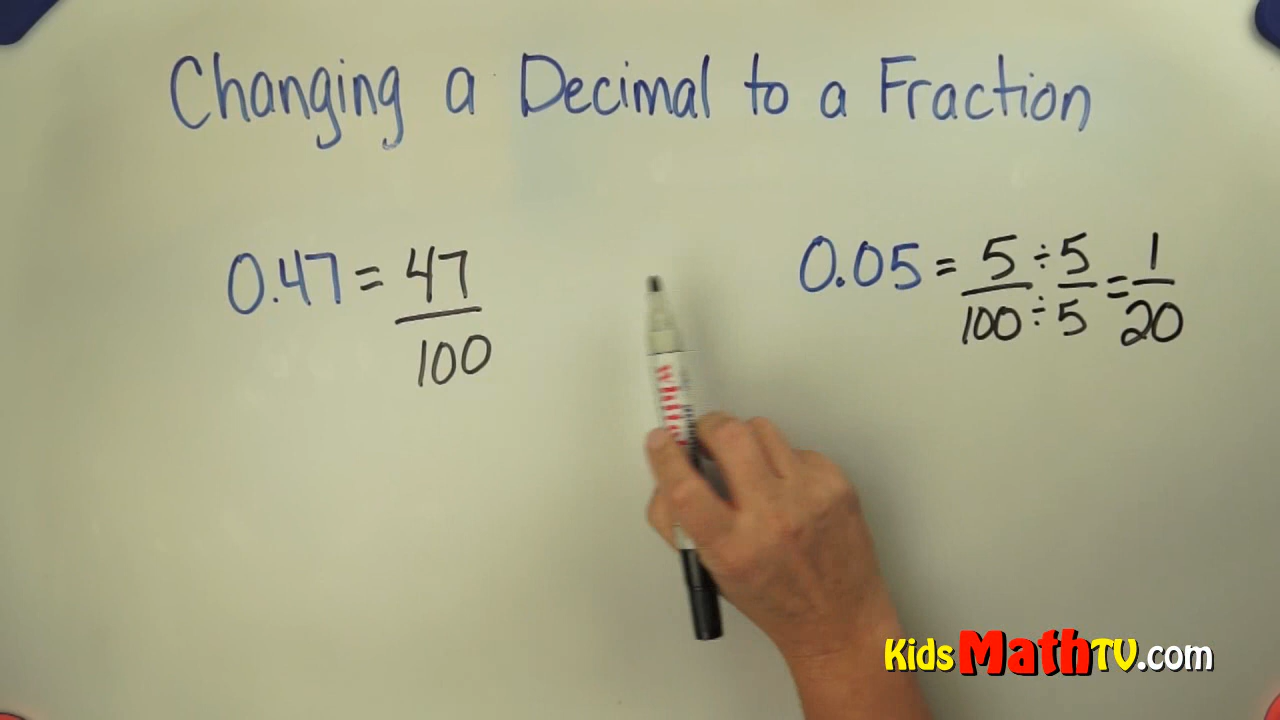 Changing a Decimal to a Fraction
0.47 = 47/100
0.05 = 5/100 ÷ 5/÷ 5 = 1/20
KidsMathTV.com